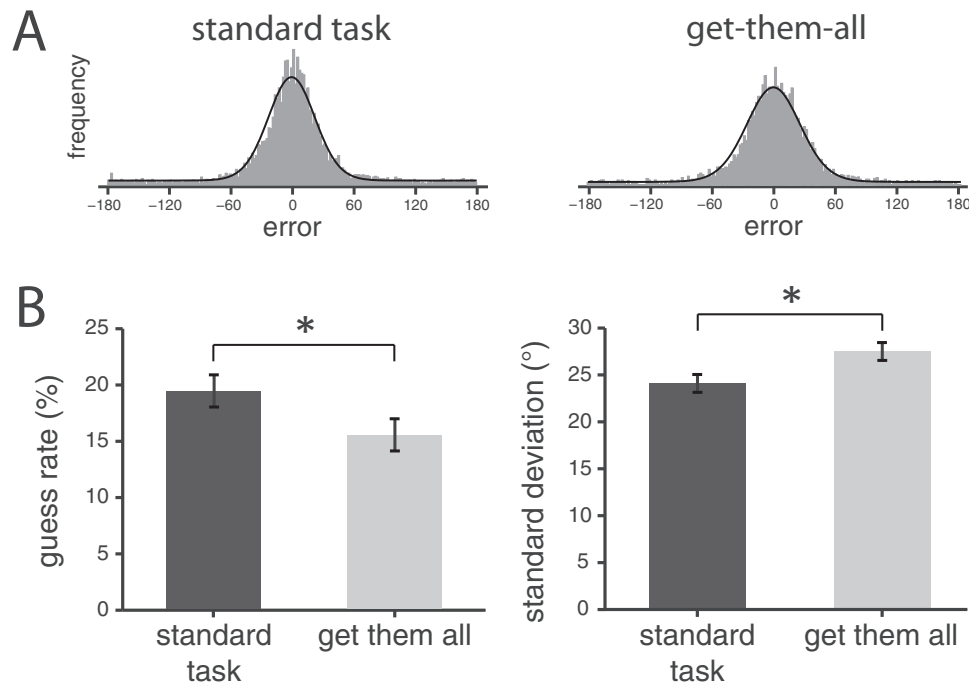 A
standard task
get-them-all
frequency
−180 −120 −60 0 60 120 180
error
−180 −120 −60 0 60 120 180
error
B
*
25
20
15
10
5
0
guess rate (%)
standard
task
get them all
*
30
25
20
15
10
5
0
standard deviation (°)
standard
task
get them all